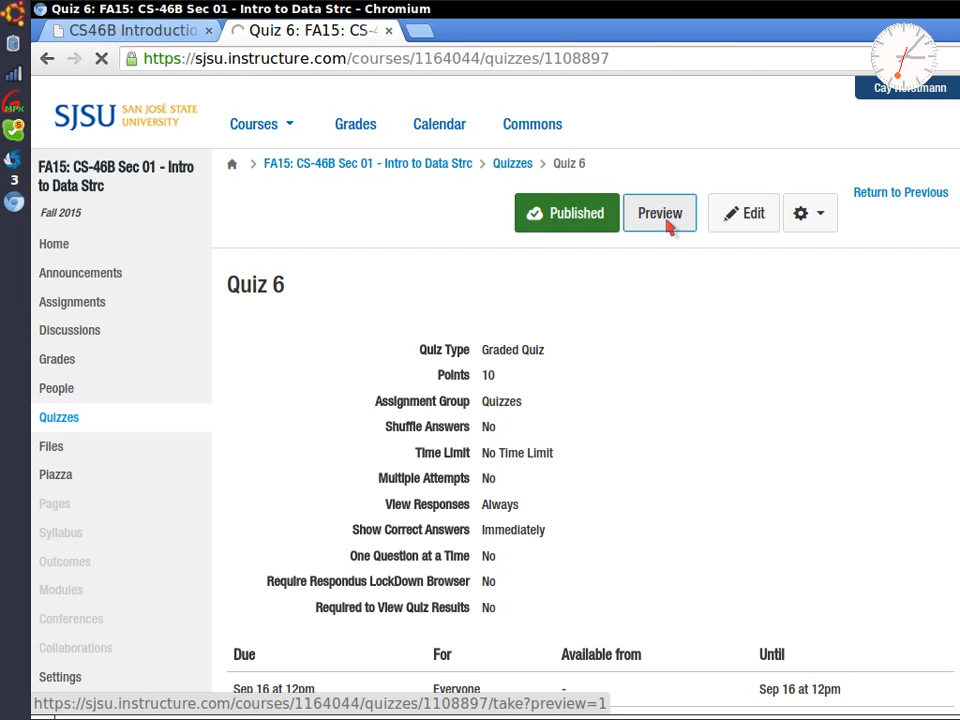 Quiz 6: FA15: CS-46B Sec 01 - Intro to Data Strc – Chromium
CS46B Introductio × Quiz 6: FA15: CS-4 ×
https://sjsu.instructure.com/courses/1164044/quizzes/1108897
Cay
SJSU SAN JOSÉ STATE UNIVERSITY
Courses Grades Calendar Commons
FA15: CS-46B Sec 01 - Intro to Data Strc
Fall 2015
Home
Announcements
Assignments
Discussions
Grades
People
Quizzes
Files
Piazza
Pages
Syllabus
Outcomes
Modules
Conferences
Collaborations
Settings
> FA15: CS-46B Sec 01 - Intro to Data Strc > Quizzes > Quiz 6
Published Preview Edit
Return to Previous
Quiz 6
Quiz Type Graded Quiz
Points 10
Assignment Group Quizzes
Shuffle Answers No
Time Limit No Time Limit
Multiple Attempts No
View Responses Always
Show Correct Answers Immediately
One Question at a Time No
Require Respondus LockDown Browser No
Required to View Quiz Results No
Due For Available from Until
Sep 16 at 12pm Everyone - Sep 16 at 12pm
https://sjsu.instructure.com/courses/1164044/quizzes/1108897/take?preview=1
MPX
5
3